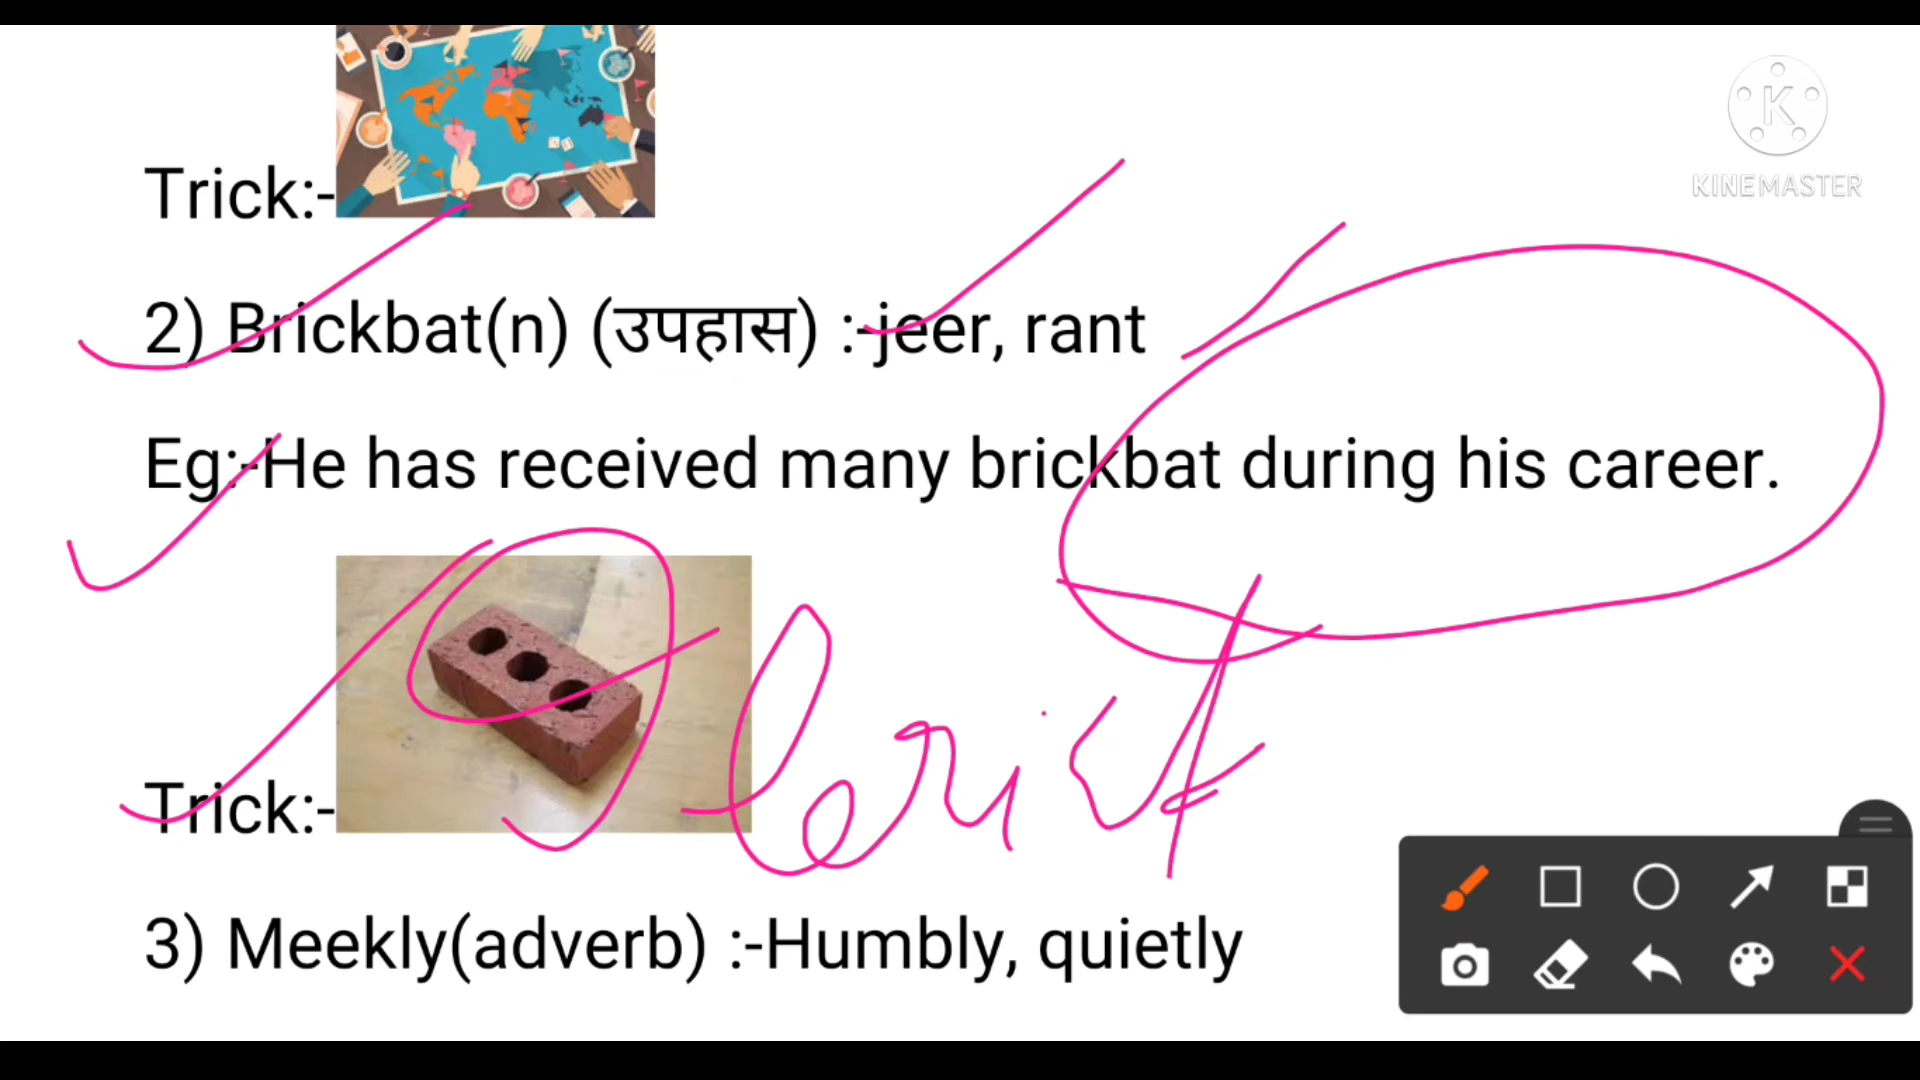 KINEMASTER
Trick:-
2) Brickbat(n) (उपहास) :-jeer, rant
Eg:-He has received many brickbat during his career.
Trick:-
3) Meekly(adverb) :-Humbly, quietly